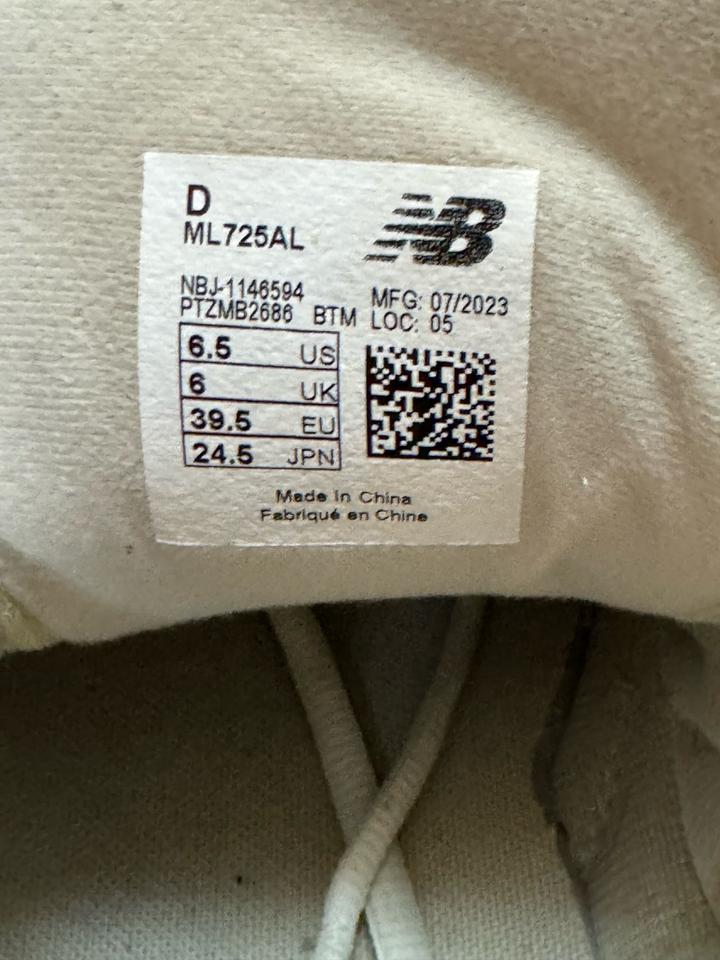 D
ML725AL
NB
NBJ-1146594
PTZMB2686 BTM
MFG: 07/2023
LOC: 05
6.5 US
6 UK
39.5 EU
24.5 JPN
Made in China
Fabriqué en Chine